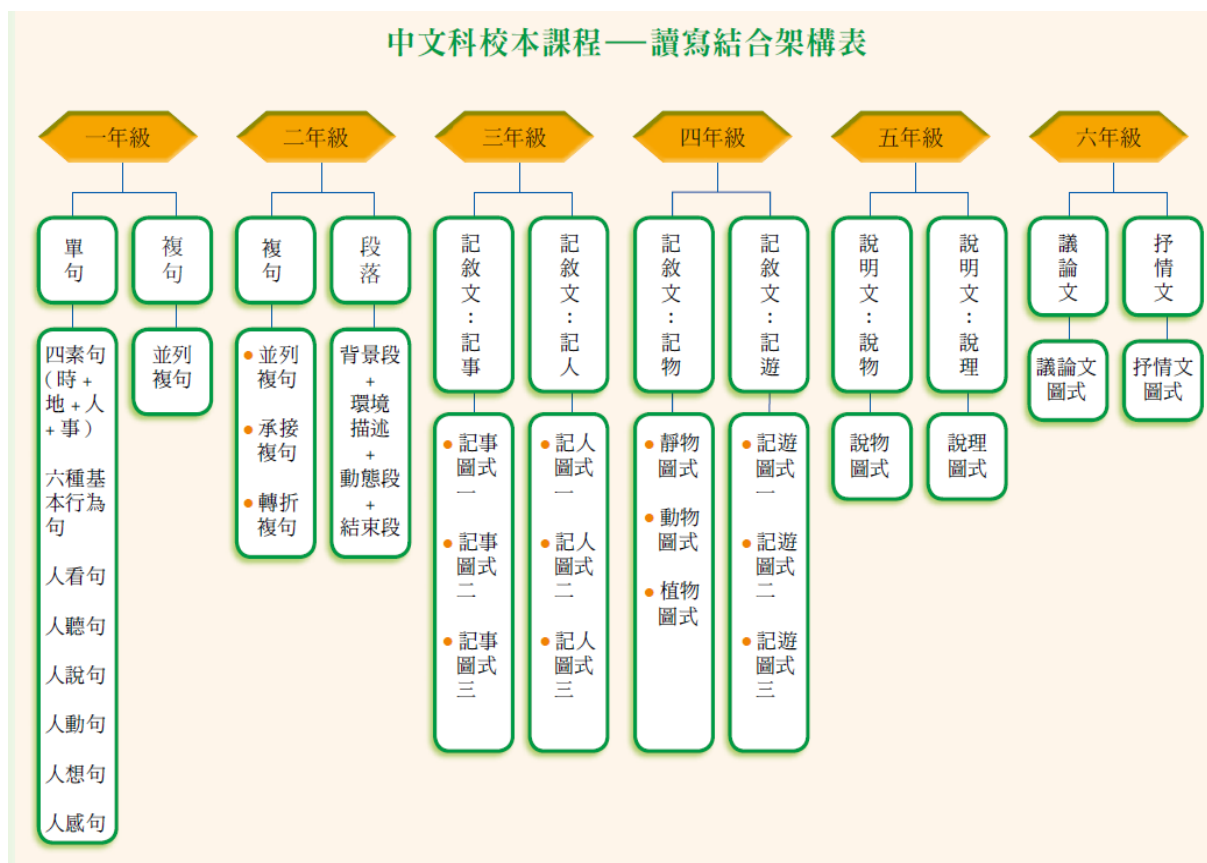 中文科校本課程——讀寫結合架構表
一年級
單句
四素句
(時+
地+人
+事)
六種基
本行為
句
人看句
人聽句
人說句
人動句
人想句
人感句
複句
並列
複句
二年級
複句
並列
複句
承接
複句
轉折
複句
段落
背景段
+
環境
描述
+
動態段
+
結束段
三年級
記敘文：記事
記事
圖式
一
記事
圖式
二
記事
圖式
三
記敘文：記人
記人
圖式
一
記人
圖式
二
記人
圖式
三
四年級
記敘文：記物
靜物
圖式
動物
圖式
植物
圖式
記敘文：記遊
記遊
圖式
一
記遊
圖式
二
記遊
圖式
三
五年級
說明文：說物
說物
圖式
說明文：說理
說理
圖式
六年級
議論文
議論文
圖式
抒情文
抒情文
圖式